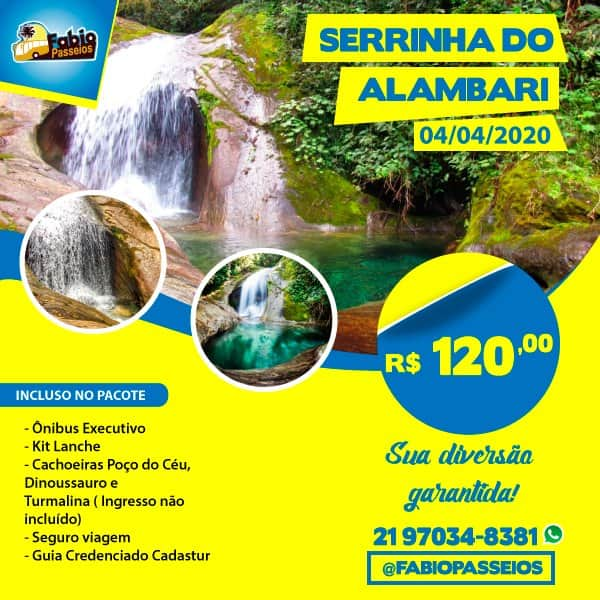 Fabio
Passeios
SERRINHA DO
ALAMBARI
04/04/2020
R$ 120,00
INCLUSO NO PACOTE
- Ônibus Executivo
- Kit Lanche
- Cachoeiras Poço do Céu,
Dinoussauro e
Turmalina ( Ingresso não
incluído)
- Seguro viagem
- Guia Credenciado Cadastur
Sua diversão
garantida!
21 97034-8381
@FABIOPASSEIOS